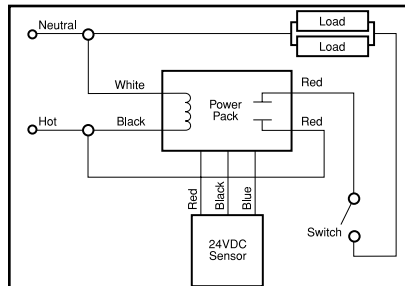 Neutral
Load
Load
White
Red
Power
Pack
Hot
Black
Red
Red
Black
Blue
Switch
24VDC
Sensor